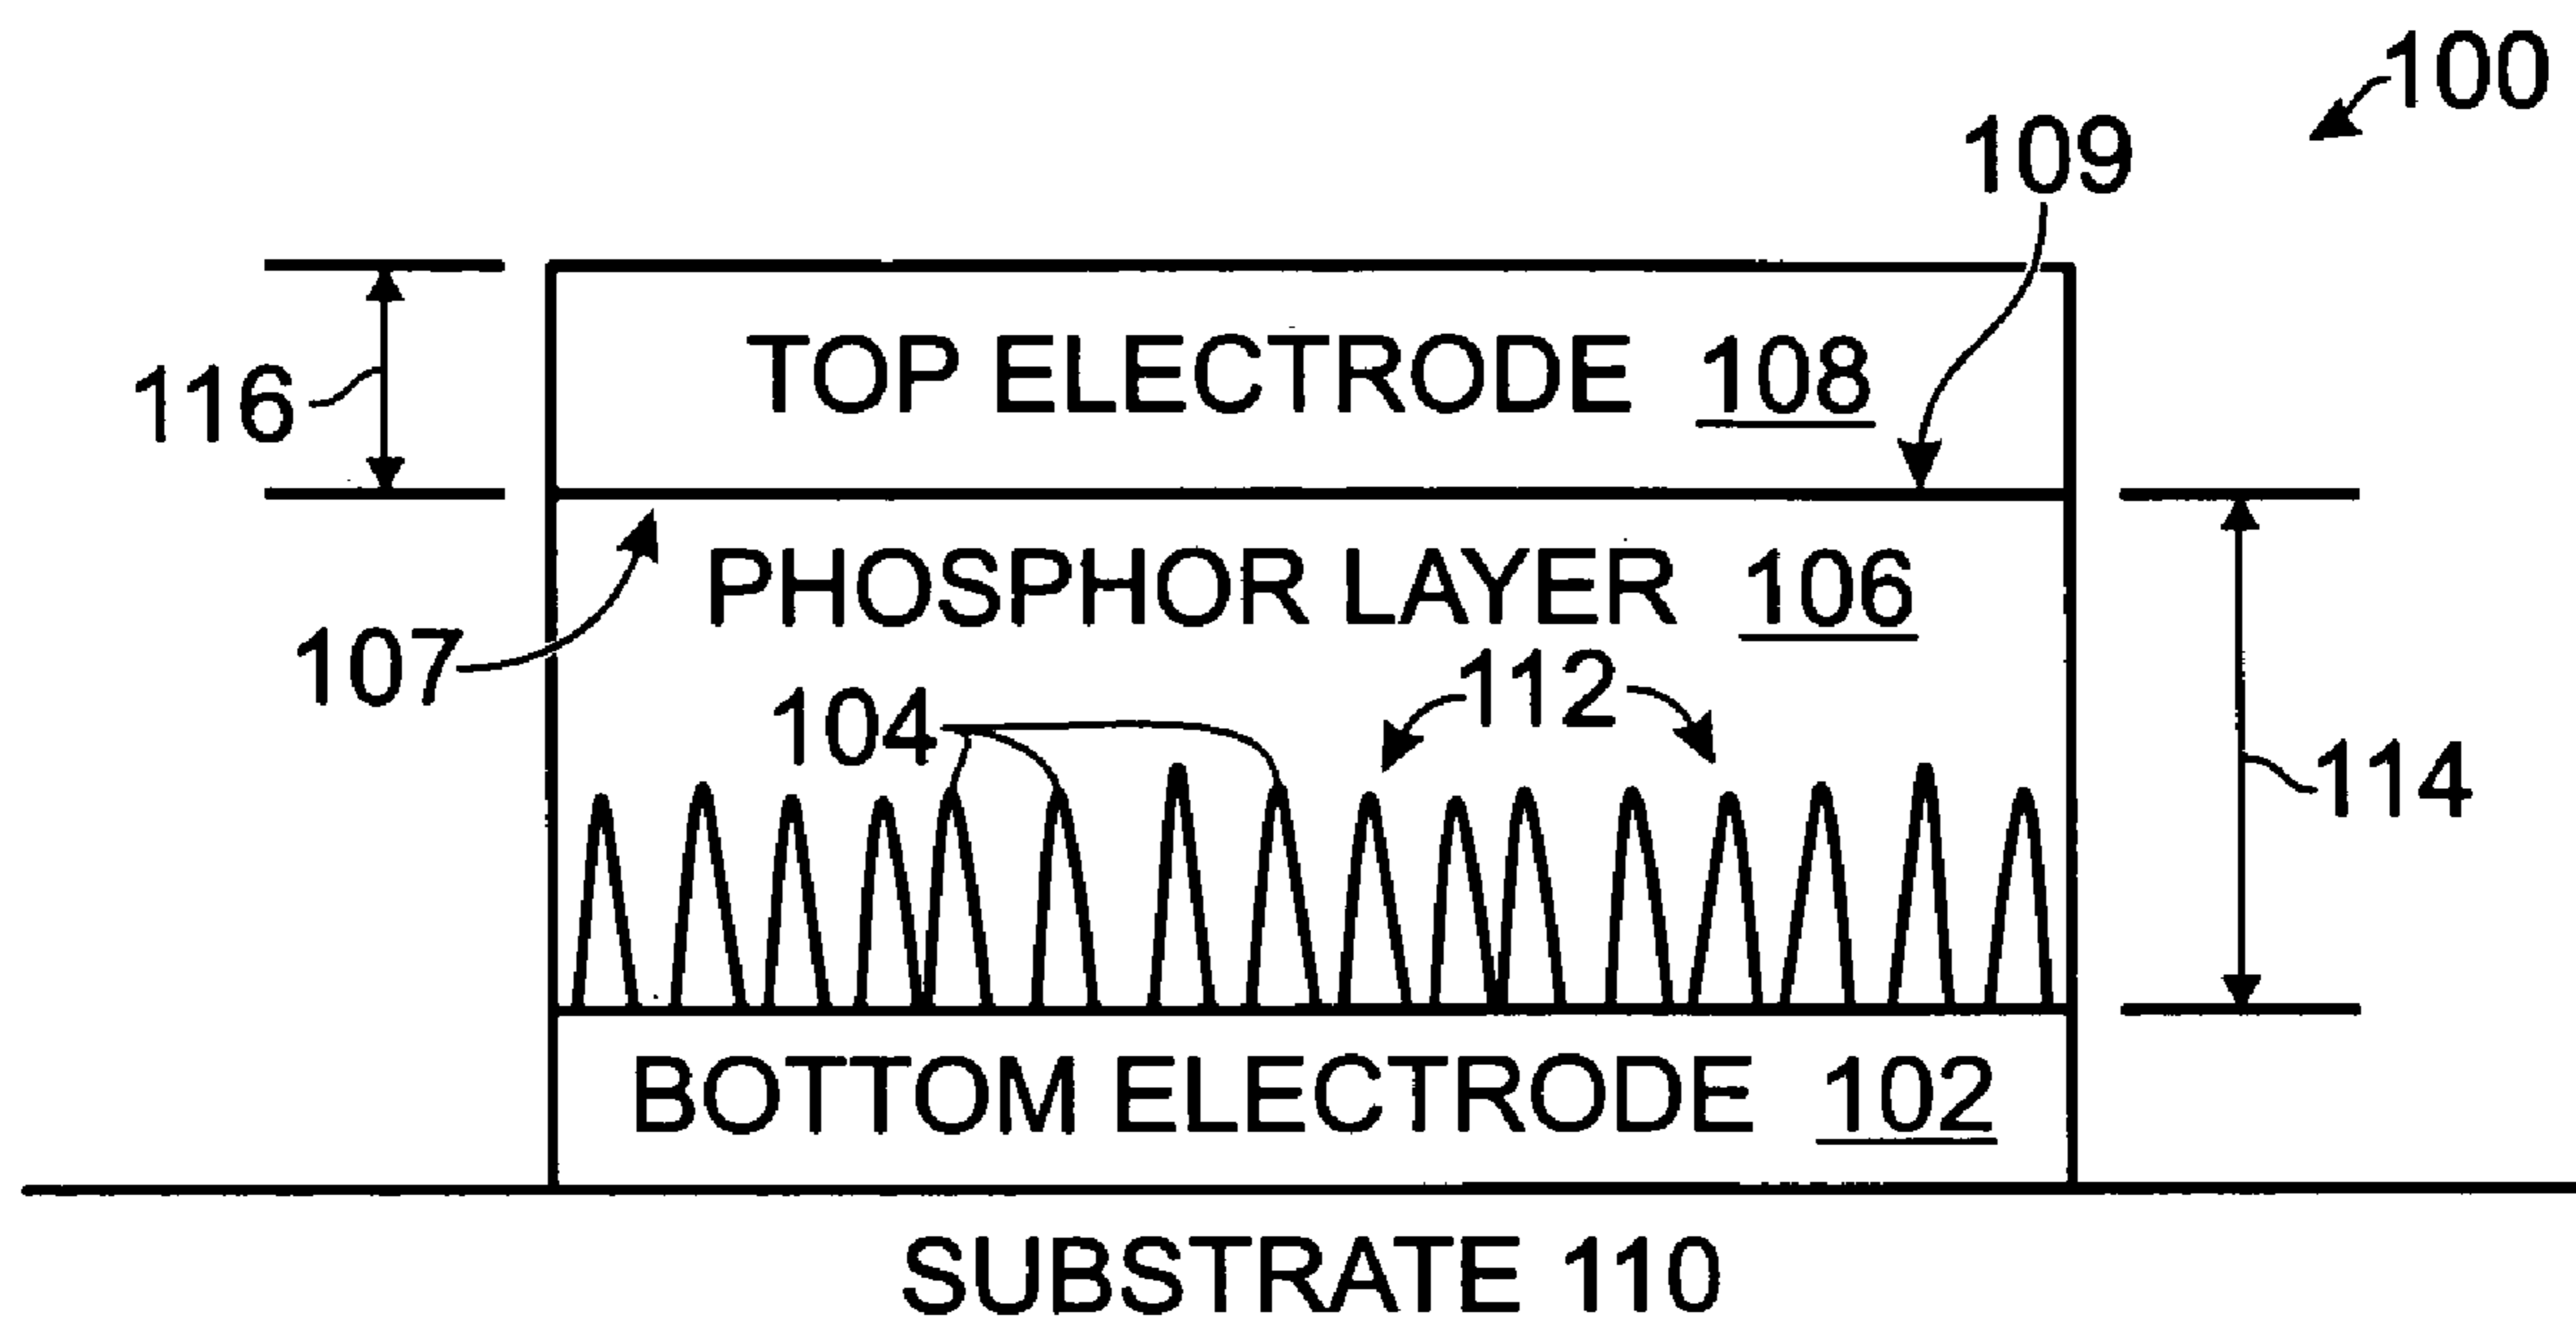 100
109
TOP ELECTRODE 108
116
PHOSPHOR LAYER 106
107
112
104
114
BOTTOM ELECTRODE 102
SUBSTRATE 110